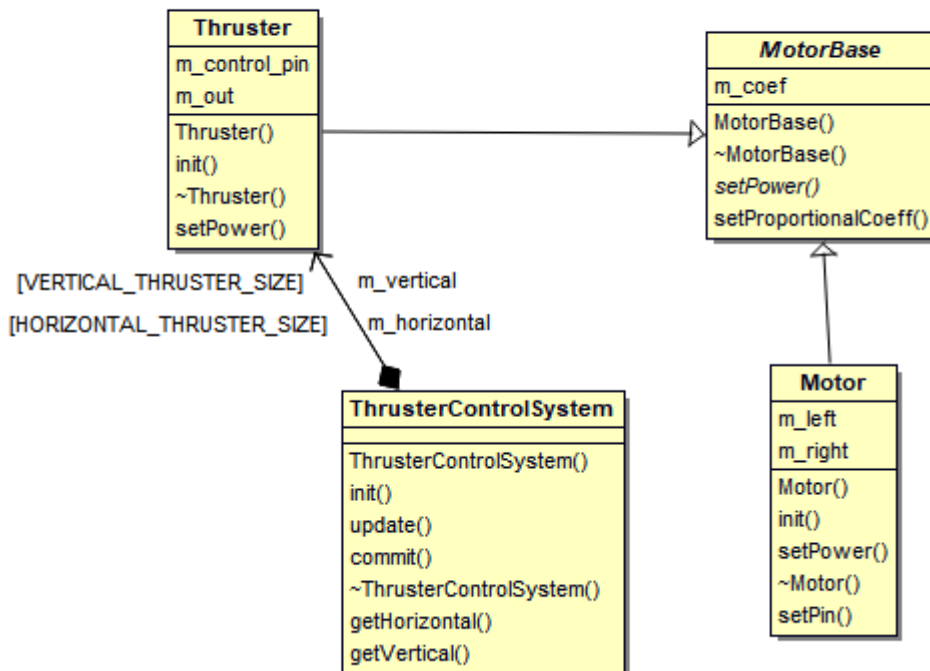 Thruster
m_control_pin
m_out
Thruster()
init()
~Thruster()
setPower()
MotorBase
m_coef
MotorBase()
~MotorBase()
setPower()
setProportionalCoeff()
[VERTICAL_THRUSTER_SIZE]
m_vertical
[HORIZONTAL_THRUSTER_SIZE]
m_horizontal
ThrusterControlSystem
ThrusterControlSystem()
init()
update()
commit()
~ThrusterControlSystem()
getHorizontal()
getVertical()
Motor
m_left
m_right
Motor()
init()
setPower()
~Motor()
setPin()